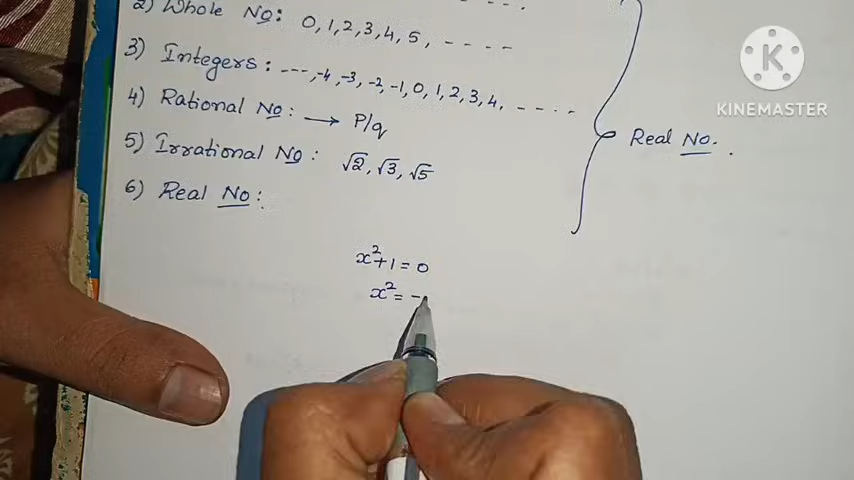 2) Whole No: 0,1,2,3,4,5, - - - -
3) Integers : ---,-4,-3,-2,-1,0,1,2,3,4, - - - -
4) Rational No : → P/q
5) Irrational No : √2, √3, √5
6) Real No :
Real No.
x²+1=0
x²= -
KINEMASTER